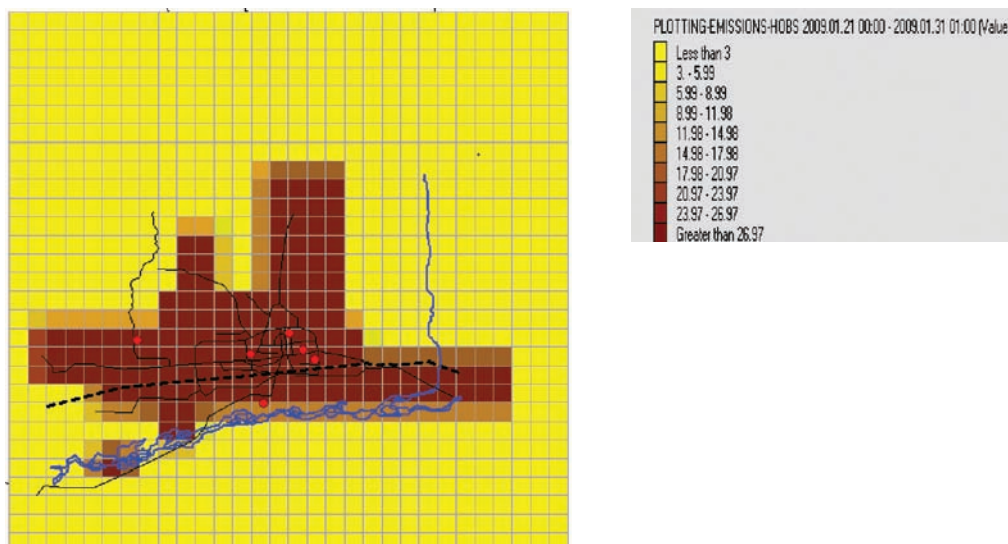 PLOTTING-EMISSIONS-HOBS 2009.01.21 00:00 - 2009.01.31 01:00 (Value
Less than 3
3. - 5.99
5.99 - 8.99
8.99 - 11.98
11.98 - 14.98
14.98 - 17.98
17.98 - 20.97
20.97 - 23.97
23.97 - 26.97
Greater than 26.97